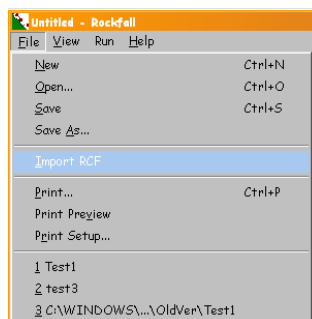 Untitled - Rockfall
File View Run Help
New Ctrl+N
Open... Ctrl+O
Save Ctrl+S
Save As...
Import RCF
Print... Ctrl+P
Print Preview
Print Setup...
1 Test1
2 test3
3 C:\WINDOWS\...\OldVer\Test1